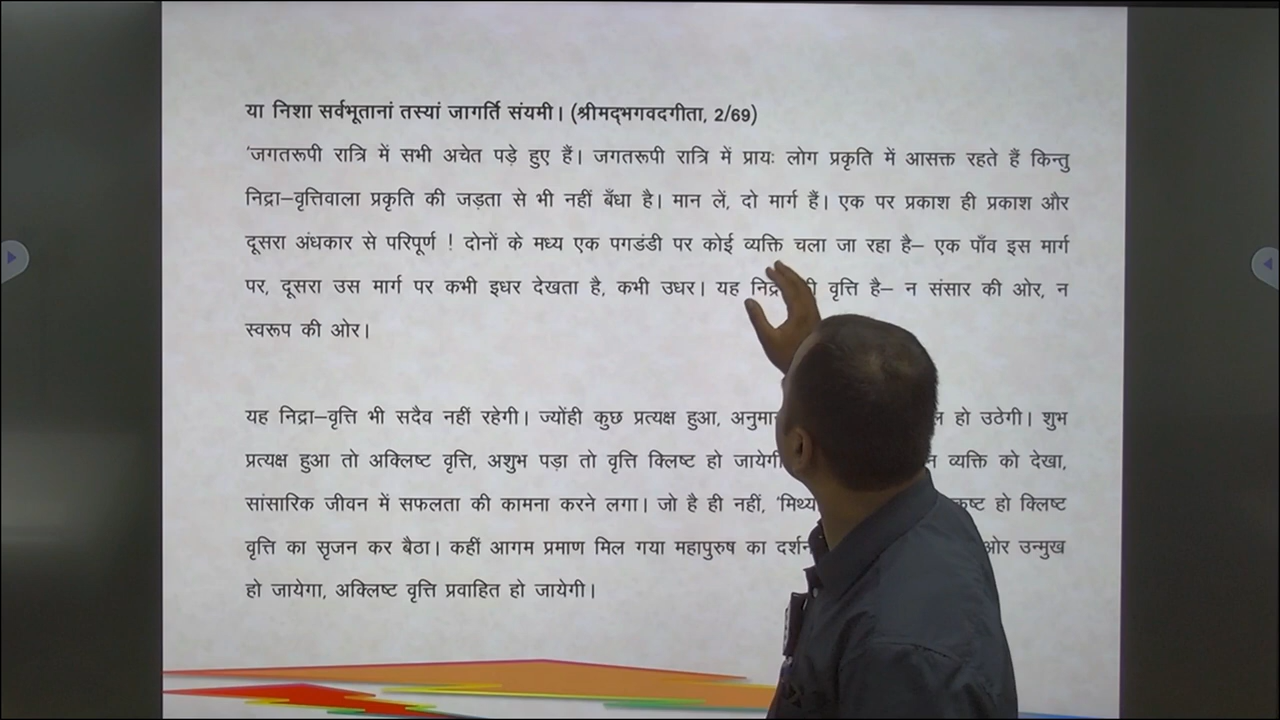 या निशा सर्वभूतानां तस्यां जागर्ति संयमी। (श्रीमद्भगवदगीता, 2/69)
'जगतरूपी रात्रि में सभी अचेत पड़े हुए हैं। जगतरूपी रात्रि में प्रायः लोग प्रकृति में आसक्त रहते हैं किन्तु
निद्रा–वृत्तिवाला प्रकृति की जड़ता से भी नहीं बँधा है। मान लें, दो मार्ग हैं। एक पर प्रकाश ही प्रकाश और
दूसरा अंधकार से परिपूर्ण ! दोनों के मध्य एक पगडंडी पर कोई व्यक्ति चला जा रहा है– एक पाँव इस मार्ग
पर, दूसरा उस मार्ग पर कभी इधर देखता है, कभी उधर। यह वृत्ति है– न संसार की ओर, न
स्वरूप की ओर।
यह निद्रा–वृत्ति भी सदैव नहीं रहेगी। ज्योंही कुछ प्रत्यक्ष हुआ, हो उठेगी। शुभ
प्रत्यक्ष हुआ तो अक्लिष्ट वृत्ति, अशुभ पड़ा तो वृत्ति क्लिष्ट हो व्यक्ति को देखा,
सांसारिक जीवन में सफलता की कामना करने लगा। जो है ही नहीं, हो क्लिष्ट
वृत्ति का सृजन कर बैठा। कहीं आगम प्रमाण मिल गया महापुरुष का ओर उन्मुख
हो जायेगा, अक्लिष्ट वृत्ति प्रवाहित हो जायेगी।